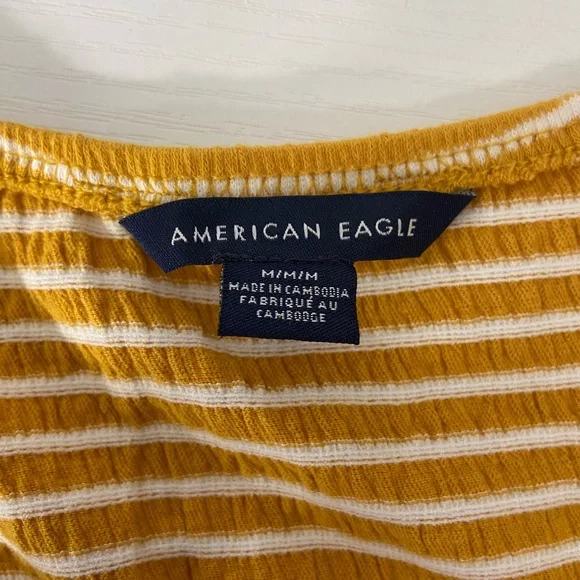 AMERICAN EAGLE
M/M/M
MADE IN CAMBODIA
FABRIQUÉ AU
CAMBODGE